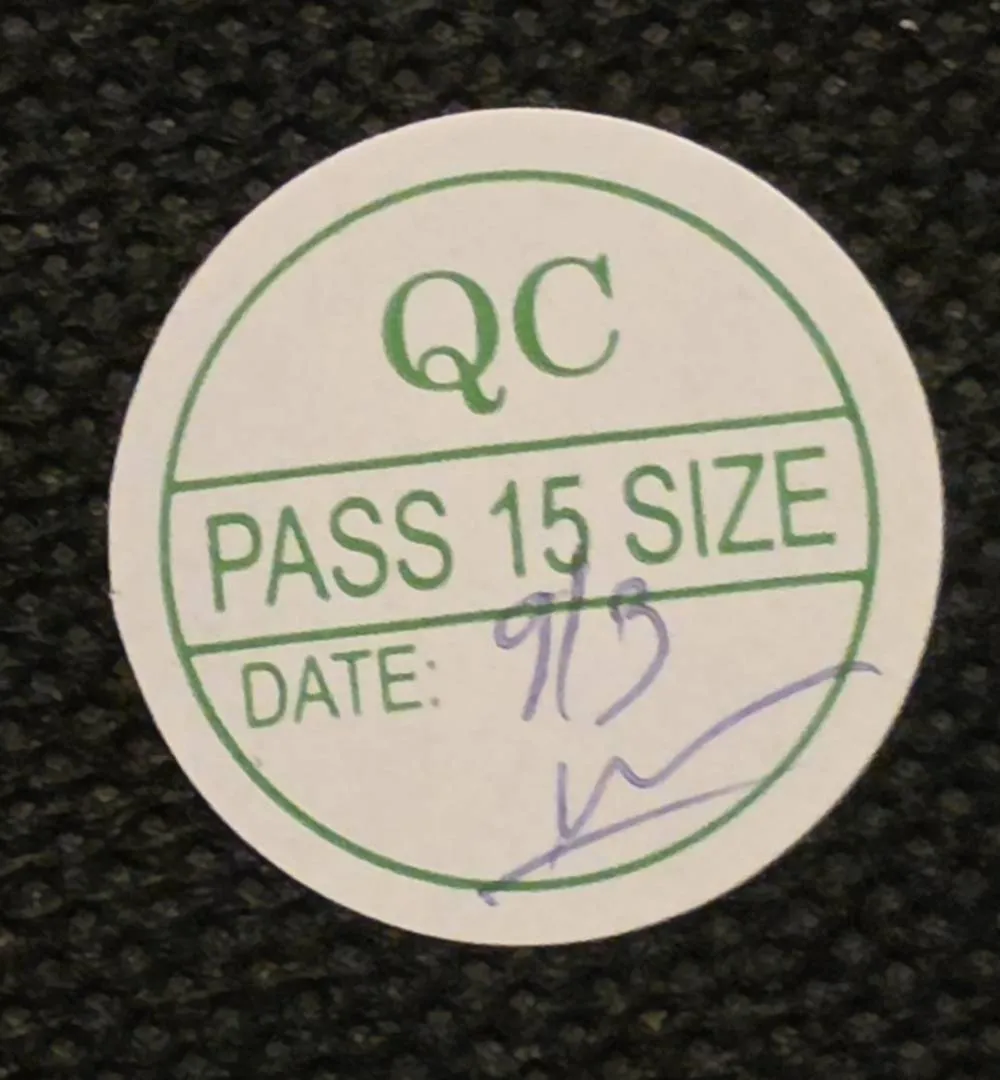 QC
PASS 15 SIZE
DATE: 9/3